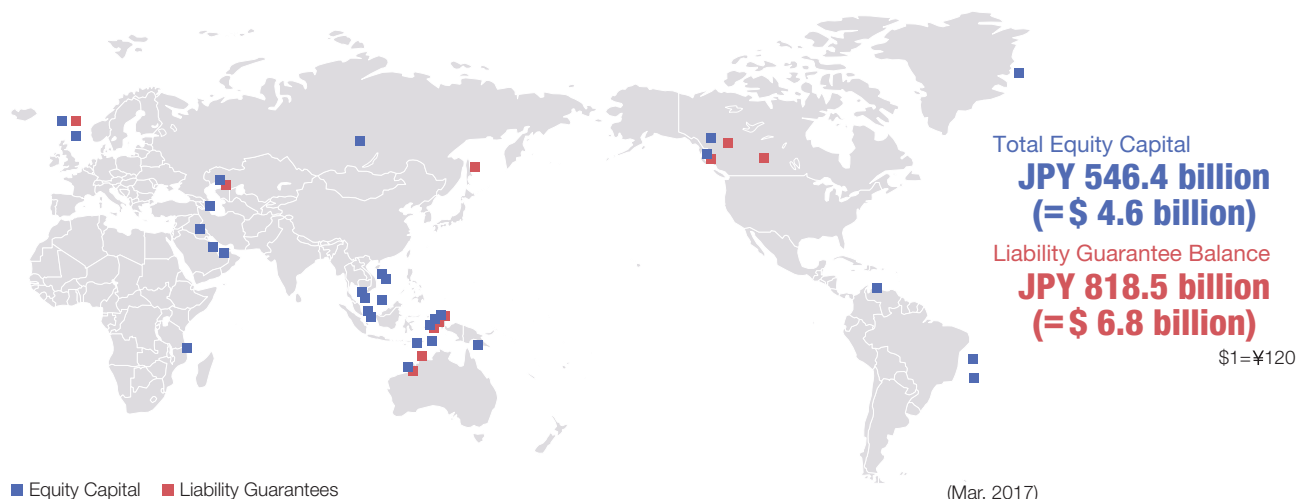 Total Equity Capital
JPY 546.4 billion
(=$ 4.6 billion)
Liability Guarantee Balance
JPY 818.5 billion
(=$ 6.8 billion)
$1=¥120
Equity Capital Liability Guarantees
(Mar. 2017)